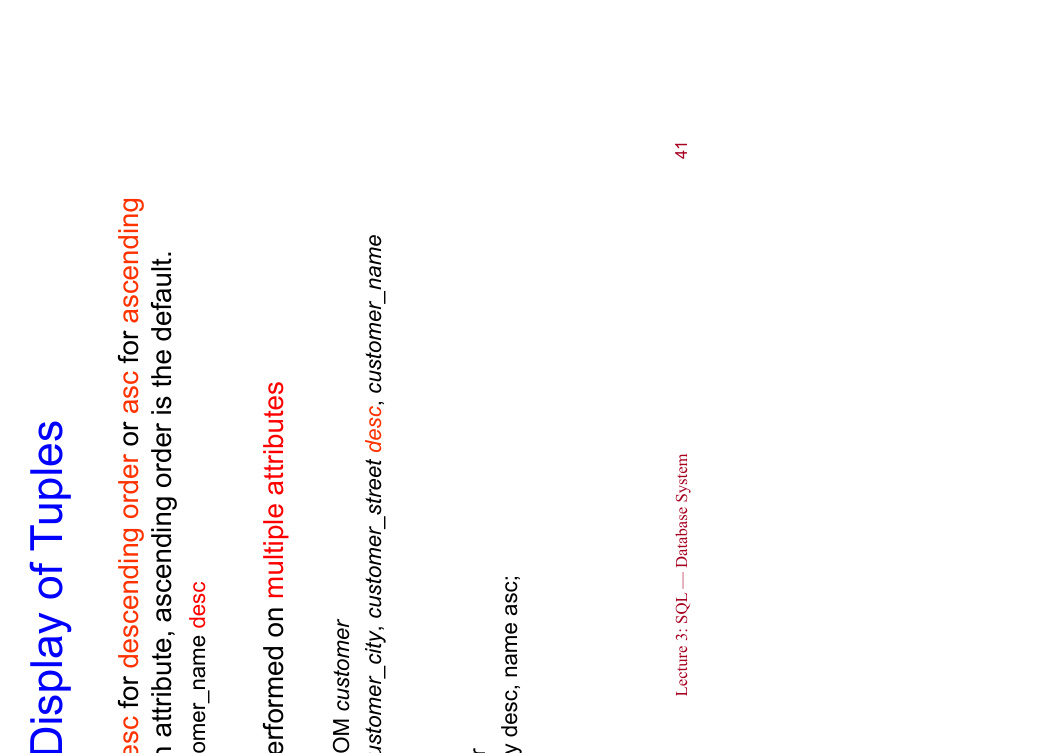 Display of Tuples
esc for descending order or asc for ascending
n attribute, ascending order is the default.
omer_name desc
erformed on multiple attributes
OM customer
ustomer_city, customer_street desc, customer_name
r
y desc, name asc;
Lecture 3: SQL — Database System 41